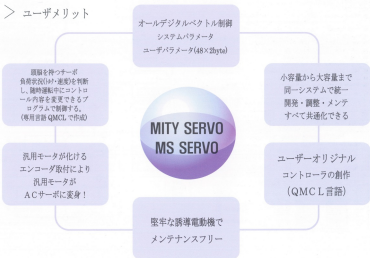 > ユーザメリット
オールデジタルベクトル制御
システムパラメータ
ユーザパラメータ(48×2byte)
頭脳を持つサーボ
負荷状況(ﾄﾙｸ・速度)を判断
し、随時運転中にコントロ
ール内容を変更できるプ
ログラムで制御する。
(専用言語 QMCL で作成)
小容量から大容量まで
同一システムで統一
開発・調整・メンテ
すべて共通化できる
MITY SERVO
MS SERVO
汎用モータが化ける
エンコーダ取付により
汎用モータが
ACサーボに変身！
ユーザーオリジナル
コントローラの創作
(QMCL言語)
堅牢な誘導電動機で
メンテナンスフリー